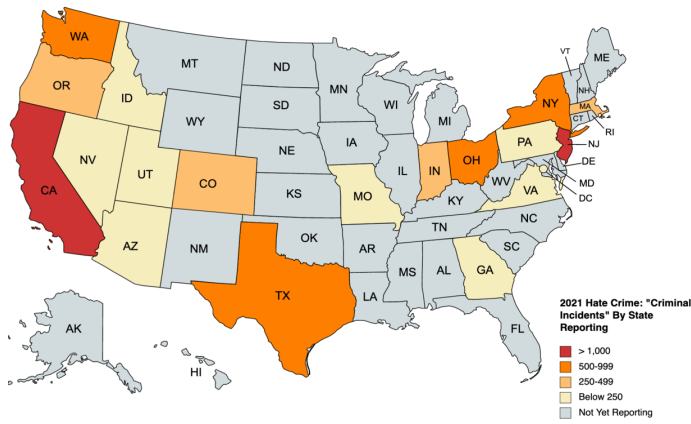 WA
OR
CA
ID
NV
AZ
UT
MT
WY
CO
NM
ND
SD
NE
KS
OK
TX
MN
IA
MO
AR
LA
WI
IL
MS
MI
IN
KY
TN
AL
OH
WV
GA
FL
SC
NC
VA
PA
NY
VT
NH
ME
MA
CT
RI
NJ
DE
MD
DC
AK
HI
2021 Hate Crime: "Criminal
Incidents" By State
Reporting
> 1,000
500-999
250-499
Below 250
Not Yet Reporting